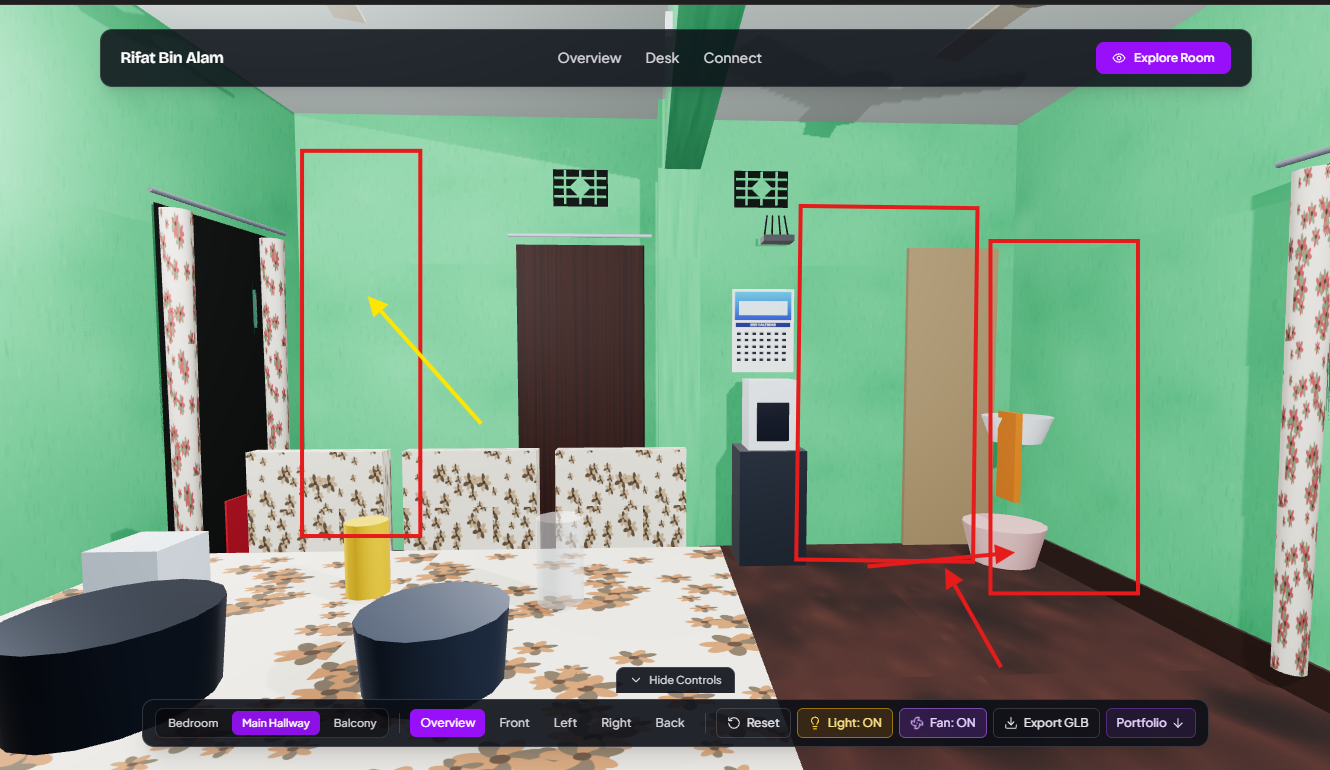 Rifat Bin Alam
Overview Desk Connect
Explore Room
Hide Controls
Bedroom Main Hallway Balcony Overview Front Left Right Back Reset Light: ON Fan: ON Export GLB Portfolio